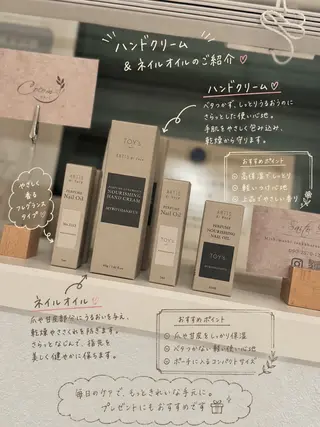 ハンドクリーム
& ネイルオイルのご紹介♡
ハンドクリーム♡
ベタつかず、しっとりうるおうのに
さらっとした使い心地。
手肌をやさしく包み込み、
乾燥から守ります。
おすすめポイント
高保湿でしっとり
軽いつけ心地
上品でやさしい香り
やさしく
香る
フレグランス
タイプ♡
TOY'S
NOURISHING
HAND CREAM
Nail Oil
Nail Oil
TOY'S
NOURISHING
NAIL OIL
TOY'S
ネイルオイル
爪や甘皮部分にうるおいを与え、
乾燥やささくれを防ぎます。
さらっとなじんで、指先を
美しく健やかに保ちます。
おすすめポイント
爪や甘皮をしっかり保湿
ベタつかない軽い使い心地
ポーチに入るコンパクトサイズ
毎日のケアで、もっときれいな手元に。
プレゼントにもおすすめです